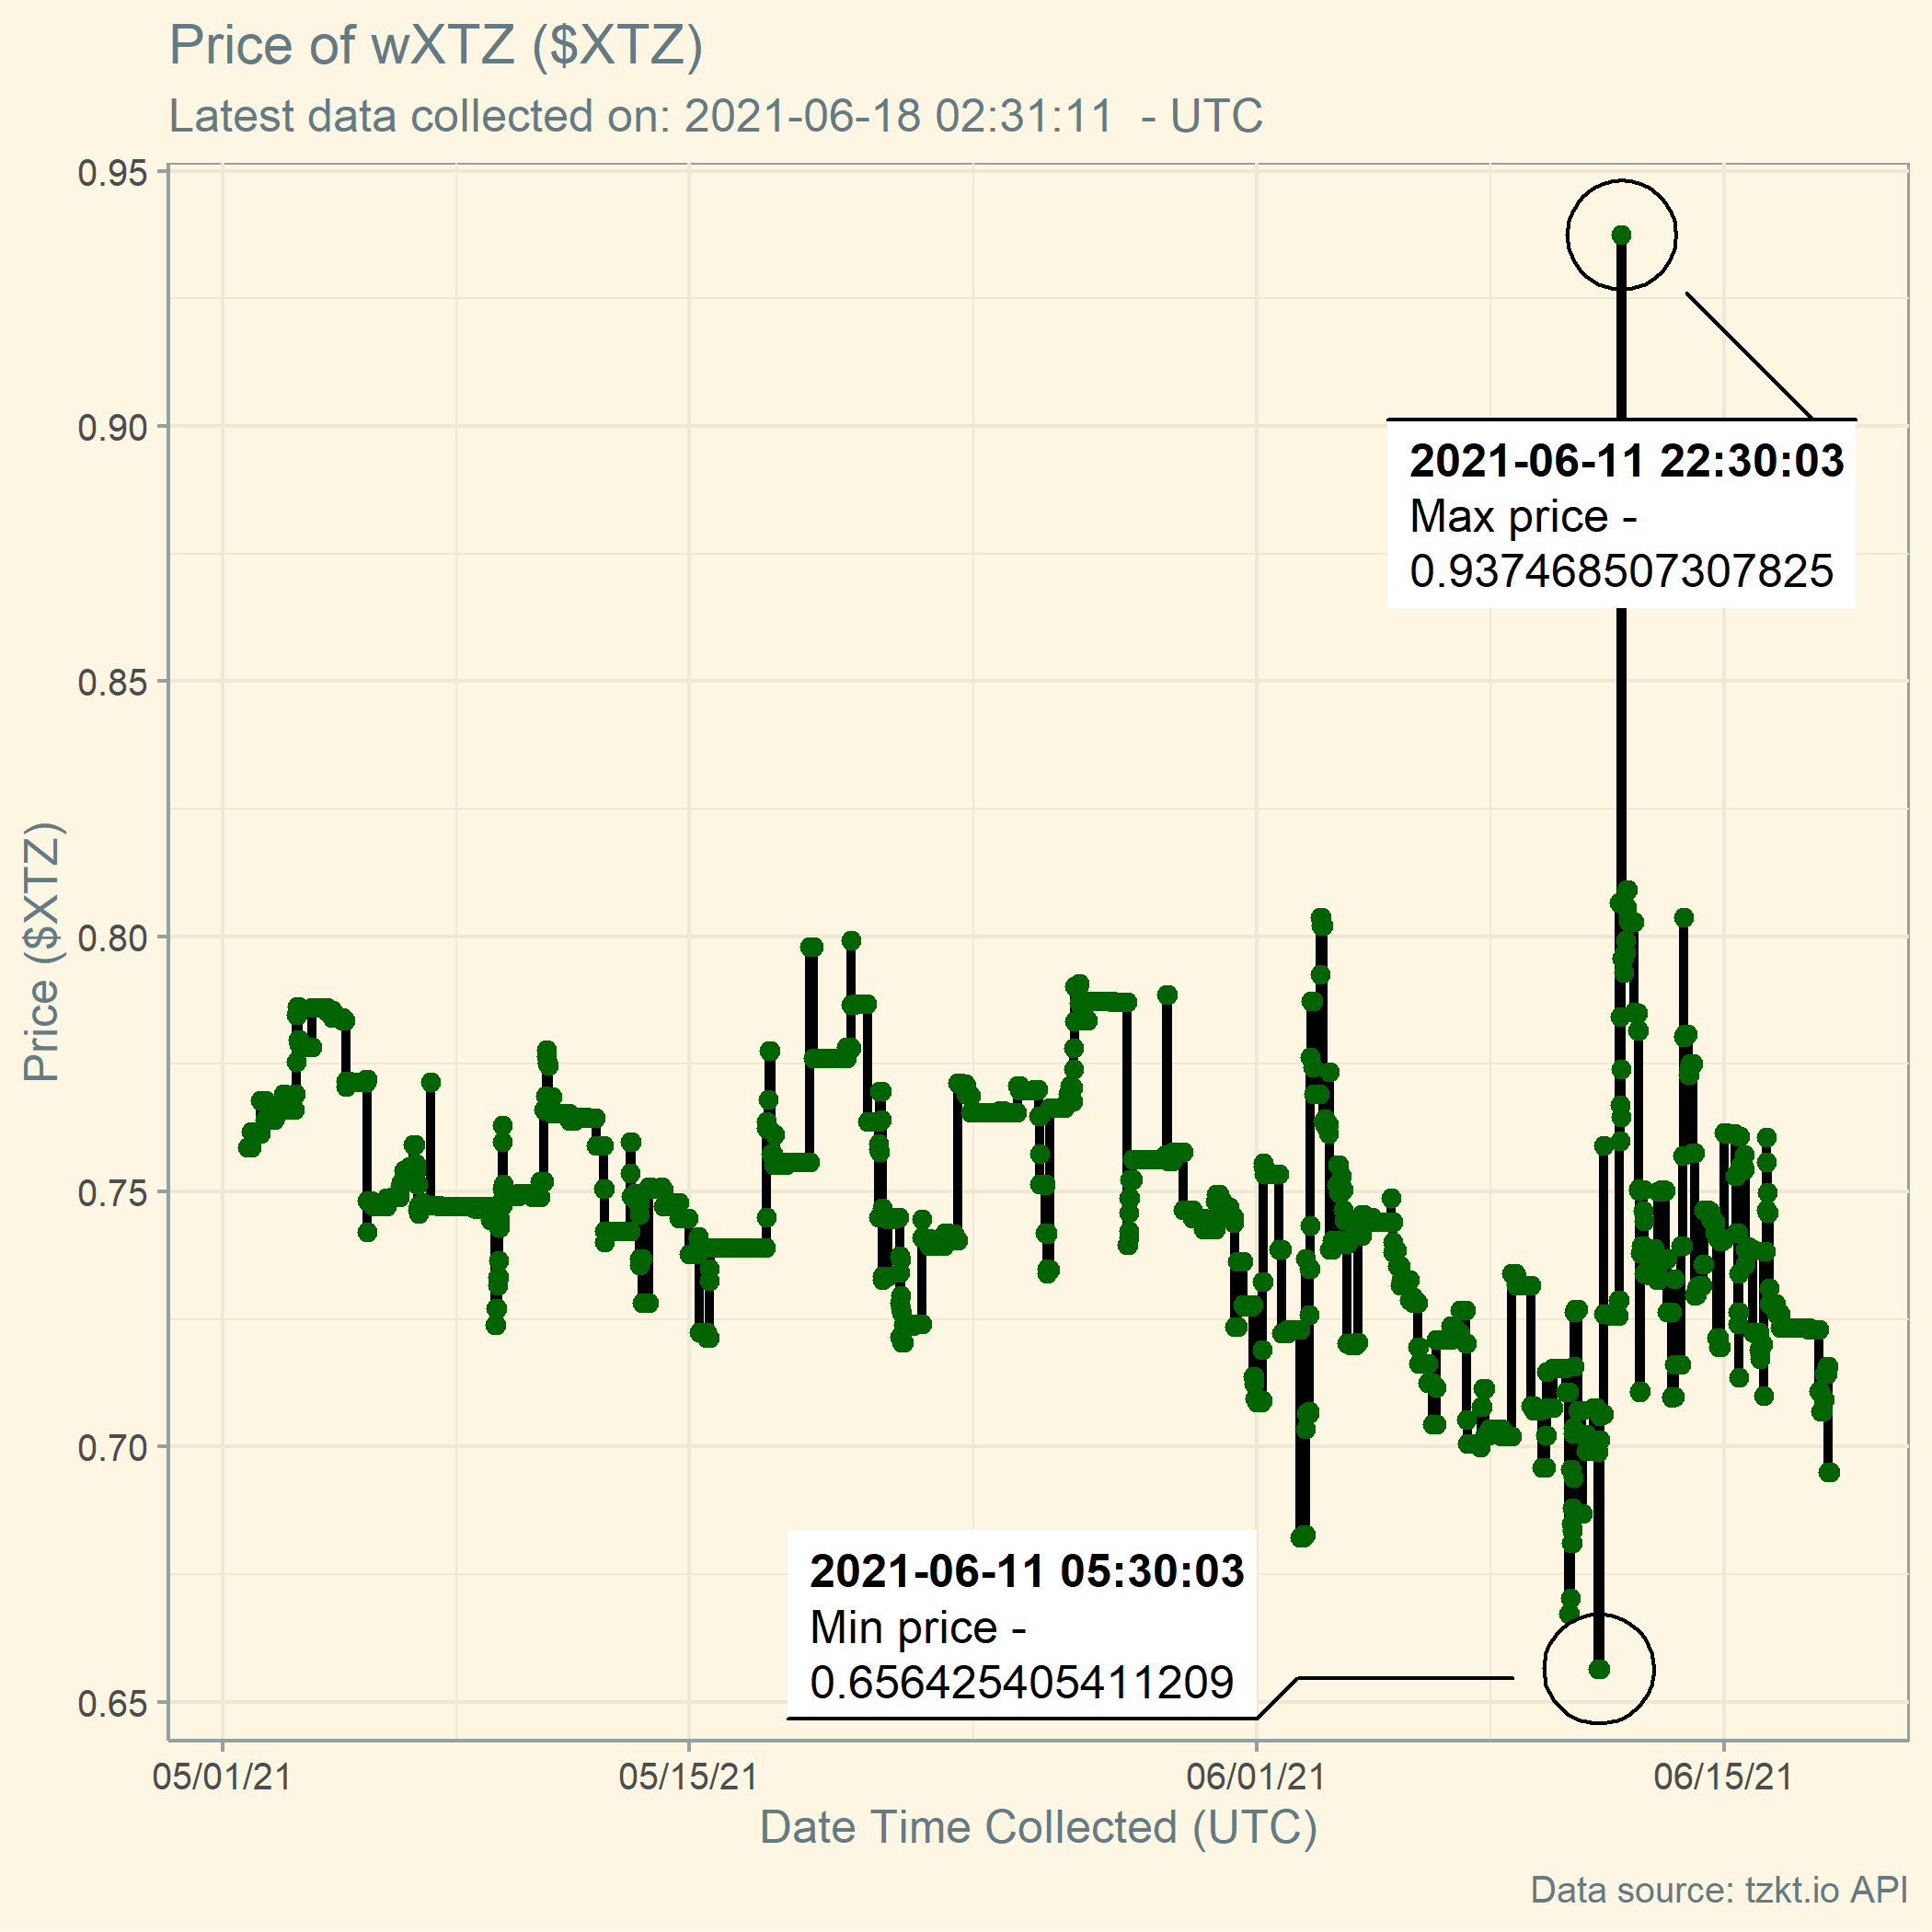 Price of wXTZ ($XTZ)
Latest data collected on: 2021-06-18 02:31:11  - UTC
0.95
0.90
0.85
0.80
0.75
0.70
0.65
Price ($XTZ)
2021-06-11 22:30:03
Max price -
0.937468507307825
2021-06-11 05:30:03
Min price -
0.656425405411209
05/01/21
05/15/21
06/01/21
06/15/21
Date Time Collected (UTC)
Data source: tzkt.io API